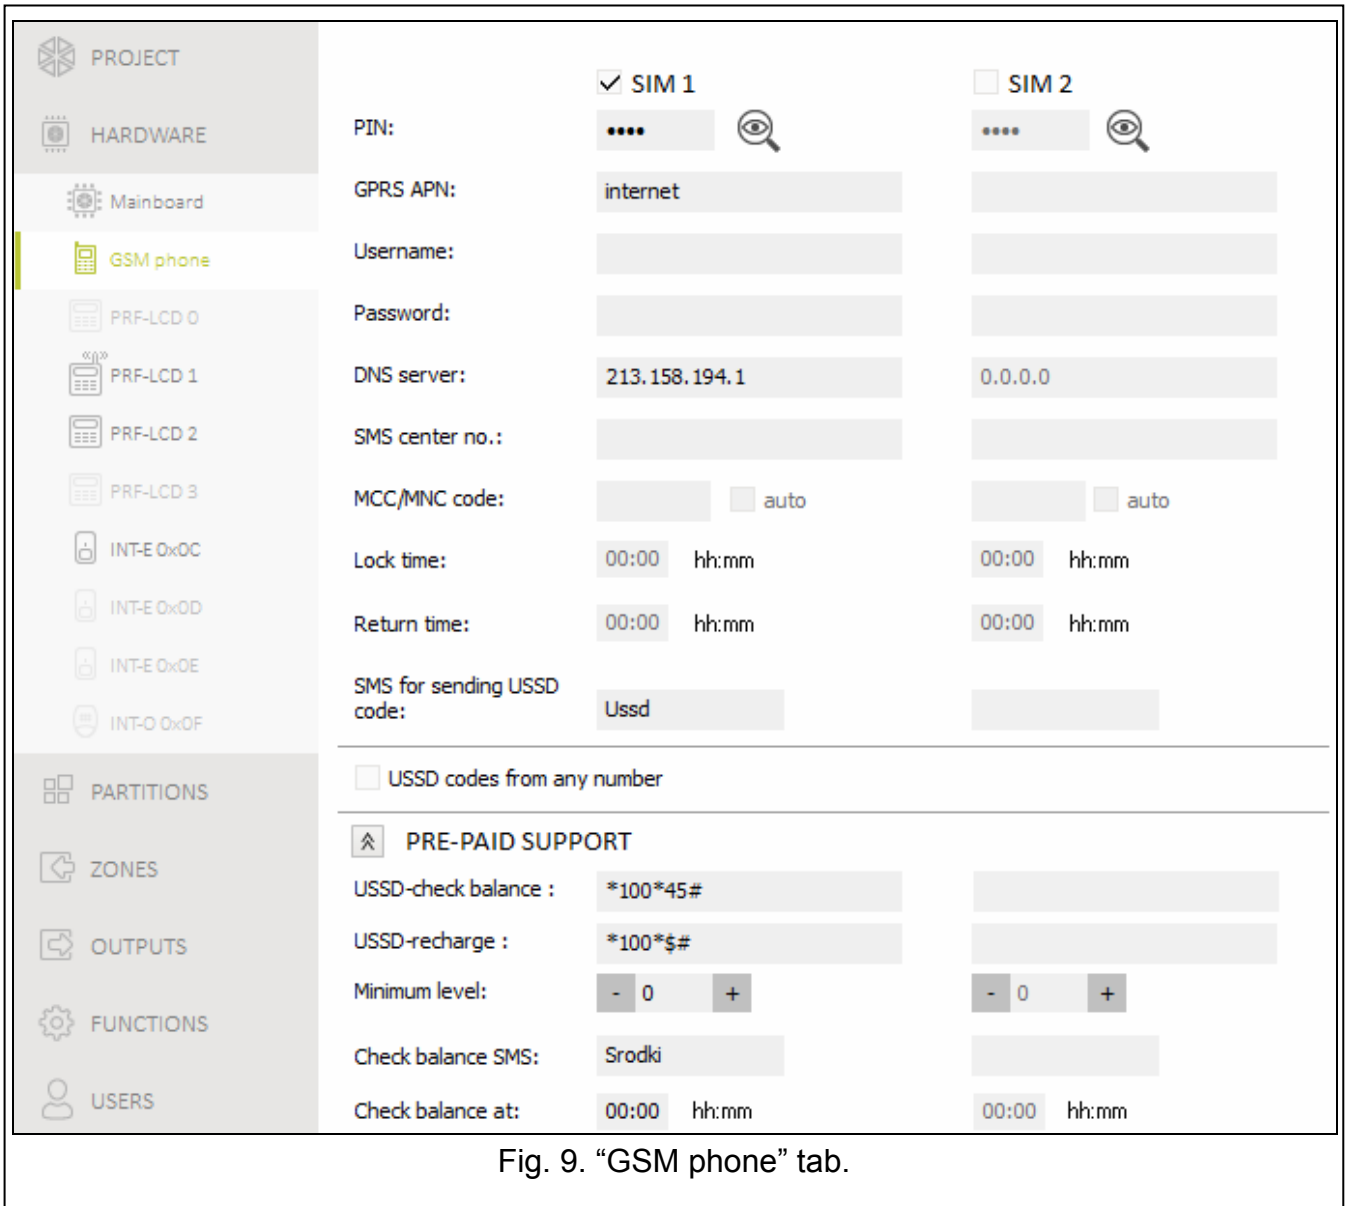 PROJECT
HARDWARE
Mainboard
GSM phone
PRF-LCD 0
PRF-LCD 1
PRF-LCD 2
PRF-LCD 3
INT-E 0x0C
INT-E 0x0D
INT-E 0x0E
INT-O 0x0F
PARTITIONS
ZONES
OUTPUTS
FUNCTIONS
USERS
SIM 1 SIM 2
PIN: •••• ••••
GPRS APN: internet
Username:
Password:
DNS server: 213.158.194.1 0.0.0.0
SMS center no.:
MCC/MNC code: auto auto
Lock time: 00:00 hh:mm 00:00 hh:mm
Return time: 00:00 hh:mm 00:00 hh:mm
SMS for sending USSD
code: Ussd
USSD codes from any number
PRE-PAID SUPPORT
USSD-check balance : *100*45#
USSD-recharge : *100*$#
Minimum level: - 0 + - 0 +
Check balance SMS: Srodki
Check balance at: 00:00 hh:mm 00:00 hh:mm
Fig. 9. “GSM phone” tab.